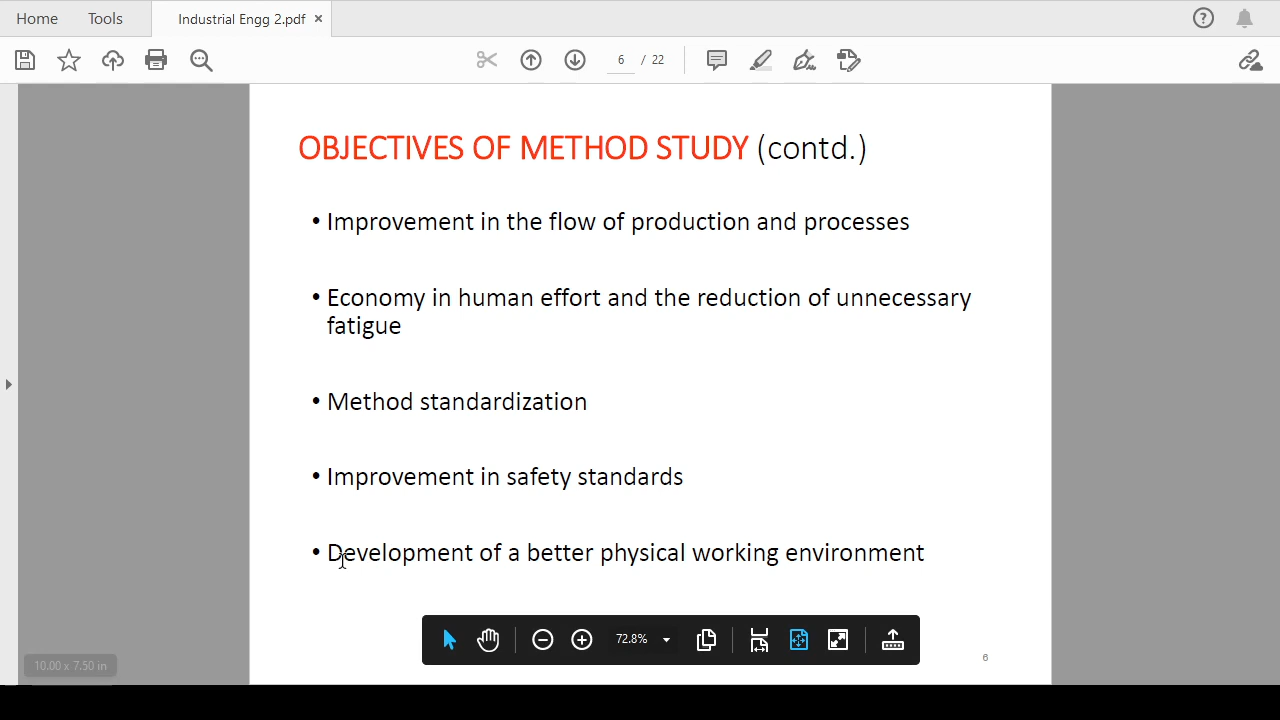 Home Tools Industrial Engg 2.pdf ×
6 / 22
OBJECTIVES OF METHOD STUDY (contd.)
• Improvement in the flow of production and processes
• Economy in human effort and the reduction of unnecessary
fatigue
• Method standardization
• Improvement in safety standards
• Development of a better physical working environment
72.8%
10.00 x 7.50 in
6